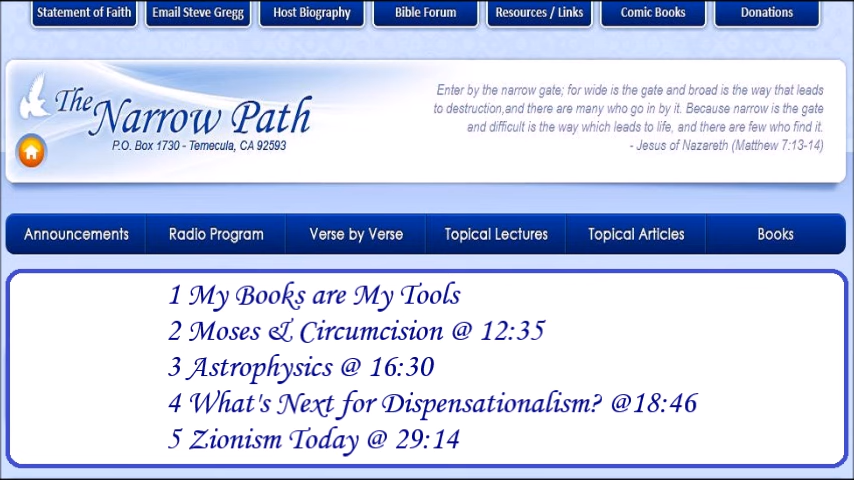 Statement of Faith
Email Steve Gregg
Host Biography
Bible Forum
Resources / Links
Comic Books
Donations
The Narrow Path
P.O. Box 1730 - Temecula, CA 92593
Enter by the narrow gate; for wide is the gate and broad is the way that leads
to destruction,and there are many who go in by it. Because narrow is the gate
and difficult is the way which leads to life, and there are few who find it.
- Jesus of Nazareth (Matthew 7:13-14)
Announcements
Radio Program
Verse by Verse
Topical Lectures
Topical Articles
Books
1 My Books are My Tools
2 Moses & Circumcision @ 12:35
3 Astrophysics @ 16:30
4 What's Next for Dispensationalism? @18:46
5 Zionism Today @ 29:14